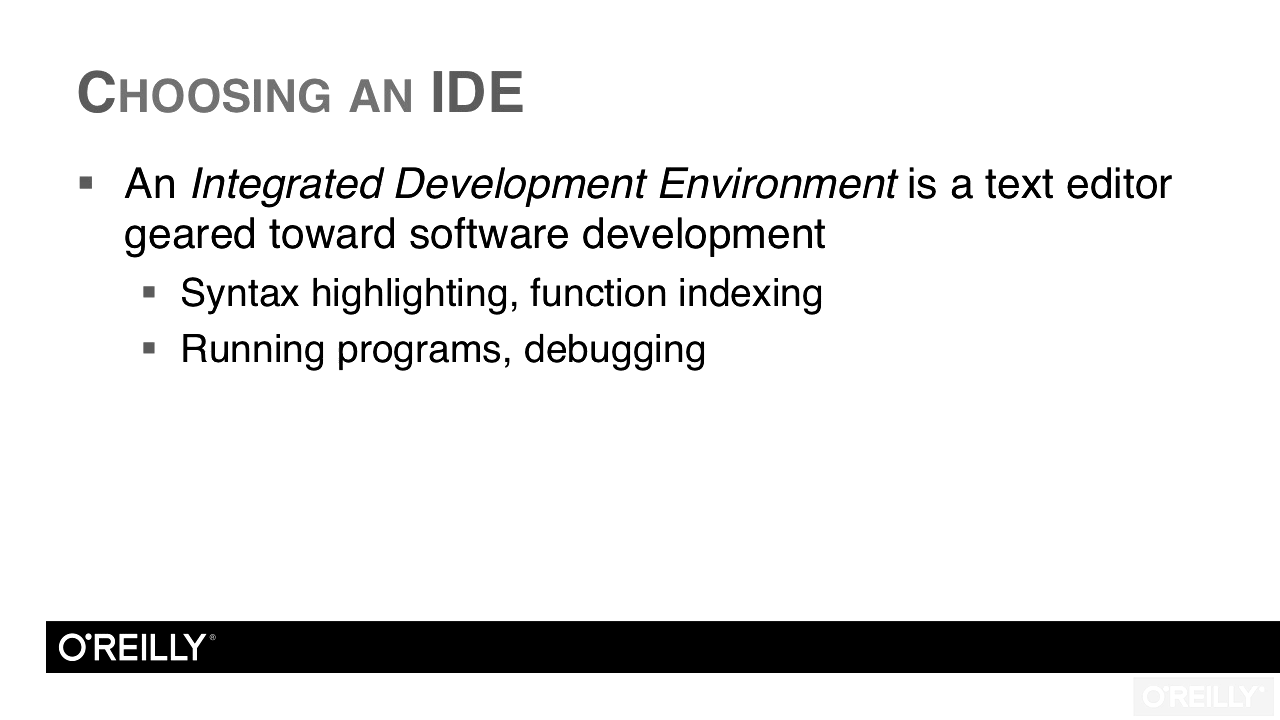 CHOOSING AN IDE
▪ An Integrated Development Environment is a text editor
geared toward software development
▪ Syntax highlighting, function indexing
▪ Running programs, debugging
O'REILLY®
O'REILLY®